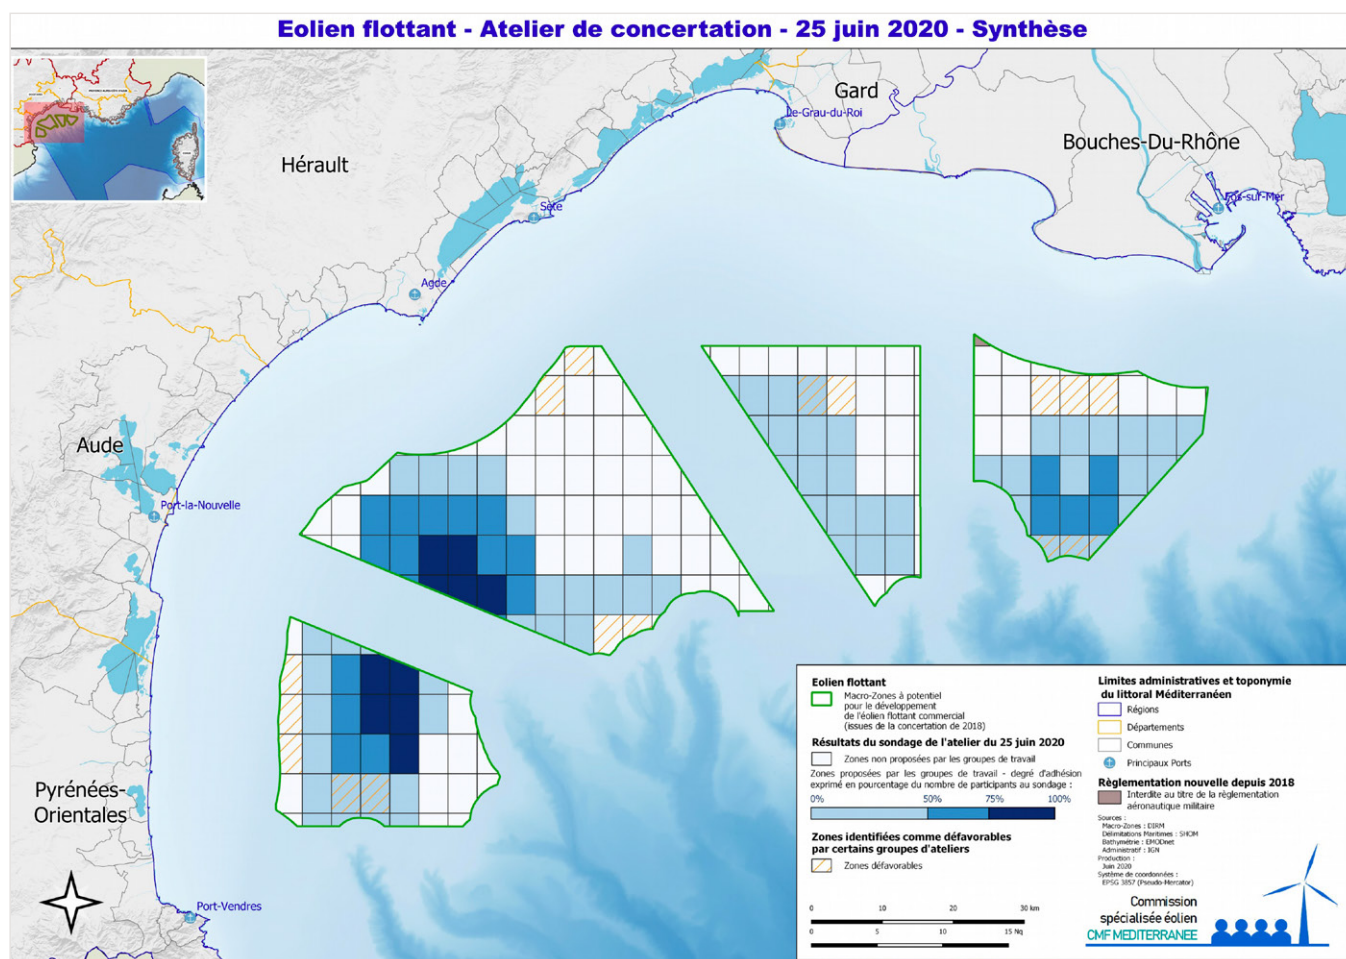 Eolien flottant - Atelier de concertation - 25 juin 2020 - Synthèse
Gard
Le-Grau-du-Roi
Bouches-Du-Rhône
Hérault
Fos-sur-Mer
Sète
Agde
Aude
Port-la-Nouvelle
Pyrénées-
Orientales
Port-Vendres
Eolien flottant
Macro-Zones à potentiel
pour le développement
de l'éolien flottant commercial
(issues de la concertation de 2018)
Résultats du sondage de l'atelier du 25 juin 2020
Zones non proposées par les groupes de travail
Zones proposées par les groupes de travail - degré d'adhésion
exprimé en pourcentage du nombre de participants au sondage :
0% 50% 75% 100%
Zones identifiées comme défavorables
par certains groupes d'ateliers
Zones défavorables
0 10 20 30 km
0 5 10 15 Nq
Limites administratives et toponymie
du littoral Méditerranéen
Régions
Départements
Communes
Principaux Ports
Règlementation nouvelle depuis 2018
Interdite au titre de la règlementation
aéronautique militaire
Sources :
Macro-Zones : DIRM
Délimitations Maritimes : SHOM
Bathymétrie : EMODnet
Administratif : IGN
Production :
Juin 2020
Système de coordonnées :
EPSG 3857 (Pseudo-Mercator)
Commission
spécialisée éolien
CMF MEDITERRANEE